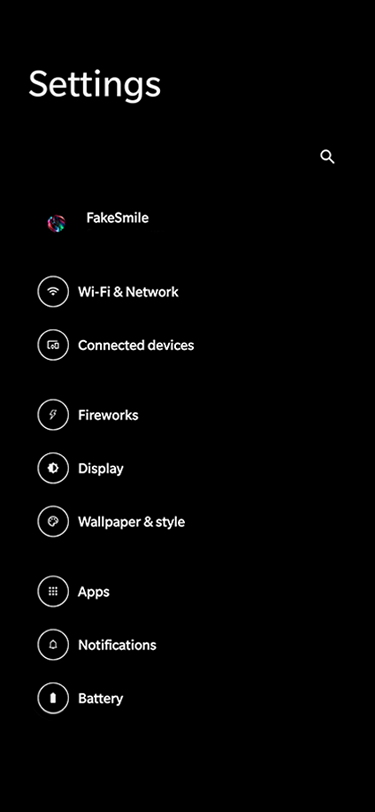 Settings
FakeSmile
Wi-Fi & Network
Connected devices
Fireworks
Display
Wallpaper & style
Apps
Notifications
Battery